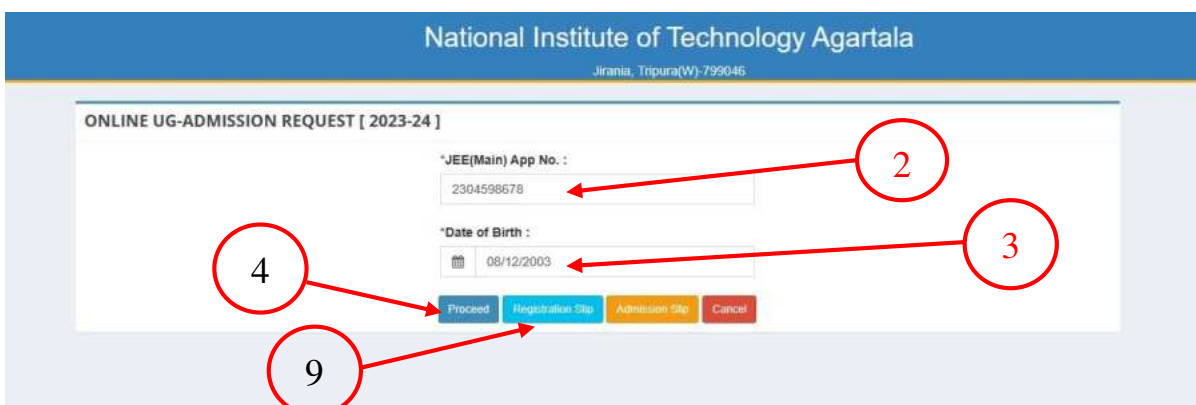 National Institute of Technology Agartala
Jirania, Tripura(W)-799046
ONLINE UG-ADMISSION REQUEST [ 2023-24 ]
*JEE(Main) App No. :
2
2304598678
*Date of Birth :
3
08/12/2003
4
Proceed Registration Slip Admission Slip Cancel
9